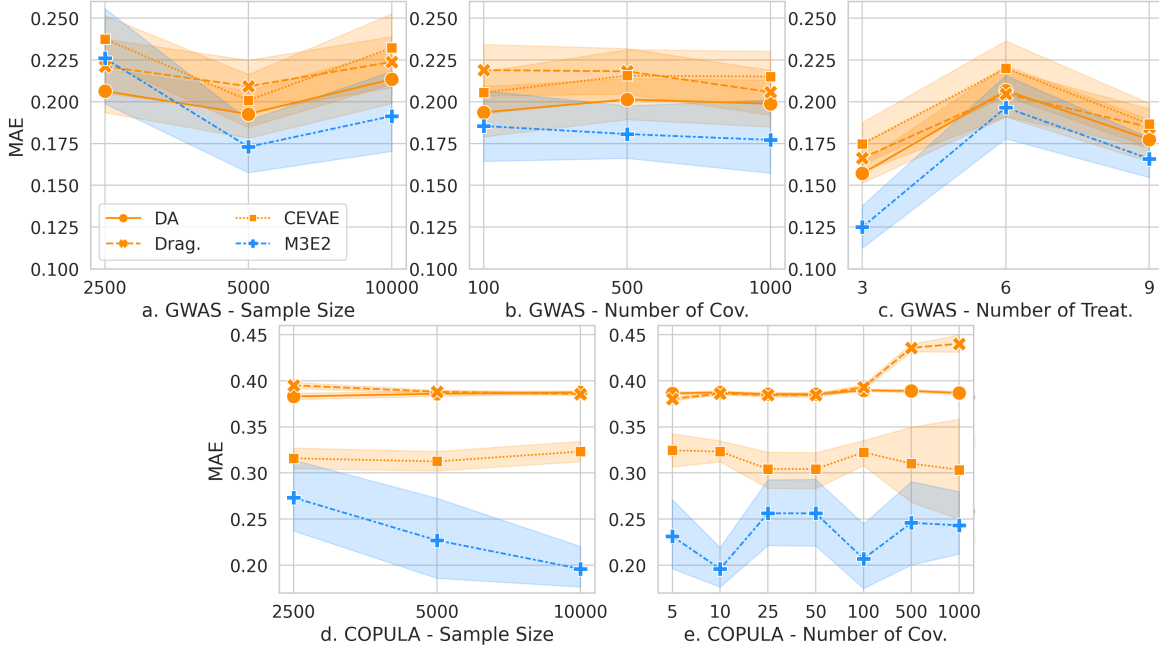 0.250
0.225
0.200
0.175
0.150
0.125
0.100
MAE
DA
Drag.
CEVAE
M3E2
2500 5000 10000
a. GWAS - Sample Size
0.250
0.225
0.200
0.175
0.150
0.125
0.100
100 500 1000
b. GWAS - Number of Cov.
0.250
0.225
0.200
0.175
0.150
0.125
0.100
3 6 9
c. GWAS - Number of Treat.
0.45
0.40
0.35
0.30
0.25
0.20
MAE
2500 5000 10000
d. COPULA - Sample Size
0.45
0.40
0.35
0.30
0.25
0.20
5 10 25 50 100 500 1000
e. COPULA - Number of Cov.